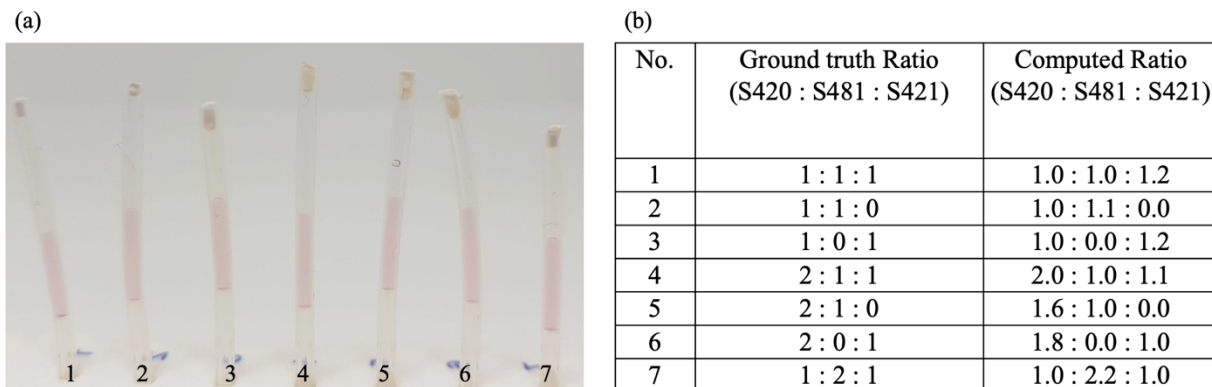 (a)
1 2 3 4 5 6 7
(b)
No. Ground truth Ratio (S420 : S481 : S421) Computed Ratio (S420 : S481 : S421)
1 1 : 1 : 1 1.0 : 1.0 : 1.2
2 1 : 1 : 0 1.0 : 1.1 : 0.0
3 1 : 0 : 1 1.0 : 0.0 : 1.2
4 2 : 1 : 1 2.0 : 1.0 : 1.1
5 2 : 1 : 0 1.6 : 1.0 : 0.0
6 2 : 0 : 1 1.8 : 0.0 : 1.0
7 1 : 2 : 1 1.0 : 2.2 : 1.0